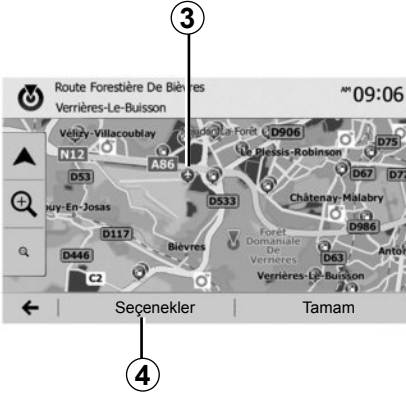 3
Route Forestière De Bièvres
Verrières-Le-Buisson
AM 09:06
Vélizy-Villacoublay
D906
Le Plessis-Robinson
D75
N12
A86
D53
D67
D533
Châtenay-Malabry
D986
D117
Bièvres
Forêt
Domaniale
De
Verrières
D446
D63
C2
Verrières-Le-Buisson
Seçenekler
Tamam
4